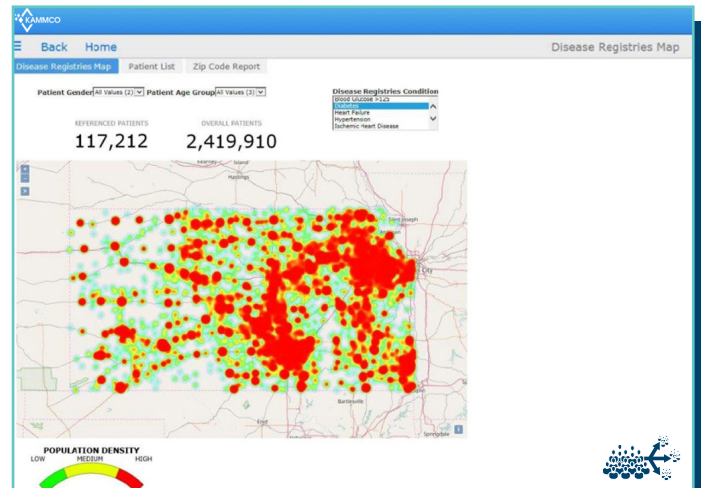 KAMMCO
Back Home
Disease Registries Map
Disease Registries Map Patient List Zip Code Report
Patient Gender All Values (2) Patient Age Group All Values (3)
Disease Registries Condition
Blood Glucose >125
Diabetes
Heart Failure
Hypertension
Ischemic Heart Disease
REFERENCED PATIENTS OVERALL PATIENTS
117,212 2,419,910
Kearney Island
Hastings
Saint Joseph
City
Bartlesville
Enid
Springdale
POPULATION DENSITY
LOW MEDIUM HIGH